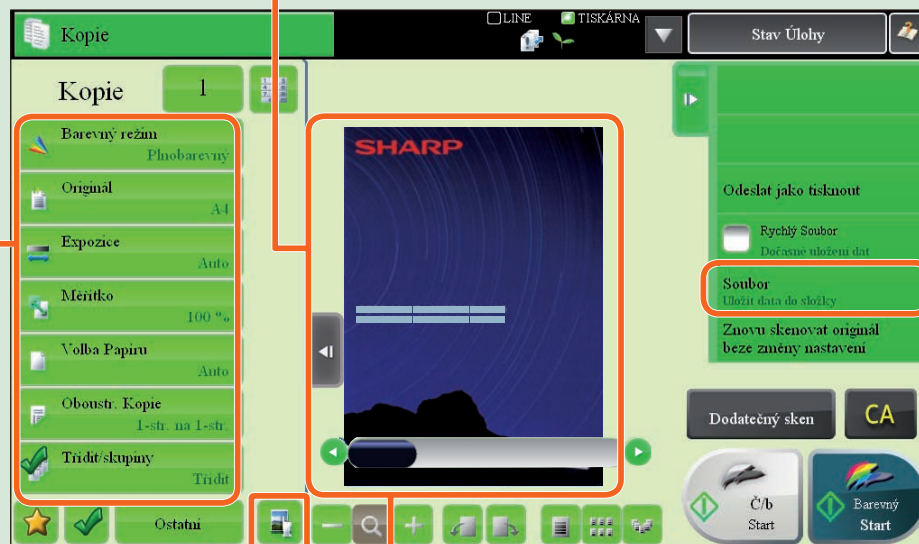 LINE TISKÁRNA
Kopie
Stav Úlohy
Kopie
1
Barevný režim
Plnobarevný
Originál
A4
Expozice
Auto
Měřítko
100 %
Volba Papíru
Auto
Oboustr. Kopie
1-str. na 1-str.
Třídit/skupiny
Třídit
Ostatní
SHARP
Odeslat jako tisknout
Rychlý Soubor
Dočasné uložení dat
Soubor
Uložit data do složky
Znovu skenovat originál
beze změny nastavení
Dodatečný sken
CA
Č/b
Start
Barevný
Start